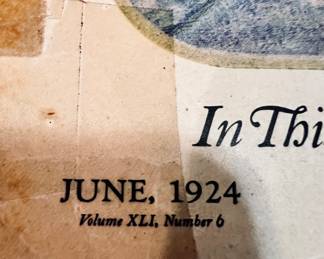 In Thi
JUNE, 1924
Volume XLI, Number 6